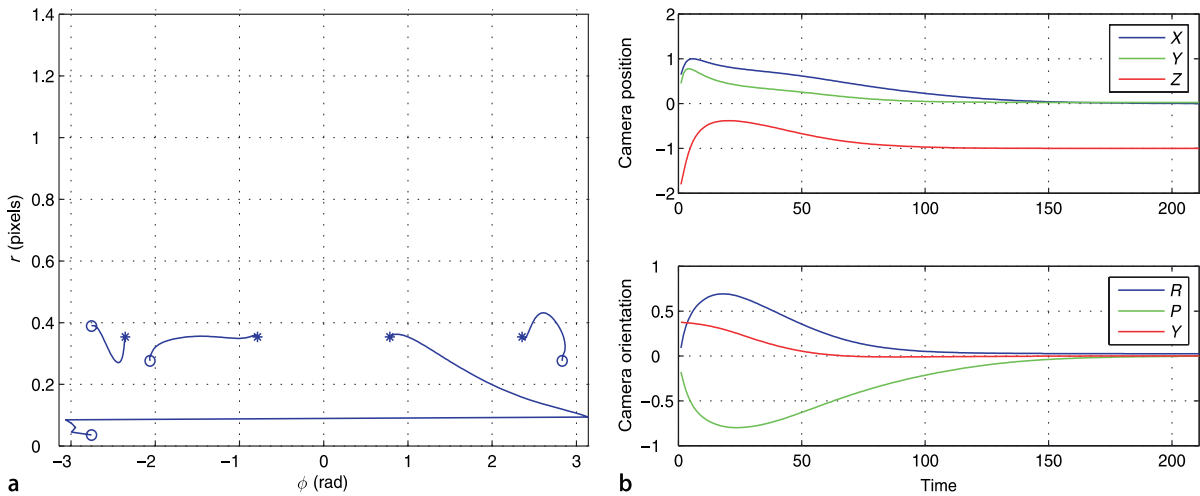 1.4
1.2
1
0.8
0.6
0.4
0.2
0
r (pixels)
-3 -2 -1 0 1 2 3
ϕ (rad)
a
2
1
0
-1
-2
Camera position
X
Y
Z
0 50 100 150 200
1
0.5
0
-0.5
-1
Camera orientation
R
P
Y
0 50 100 150 200
Time
b